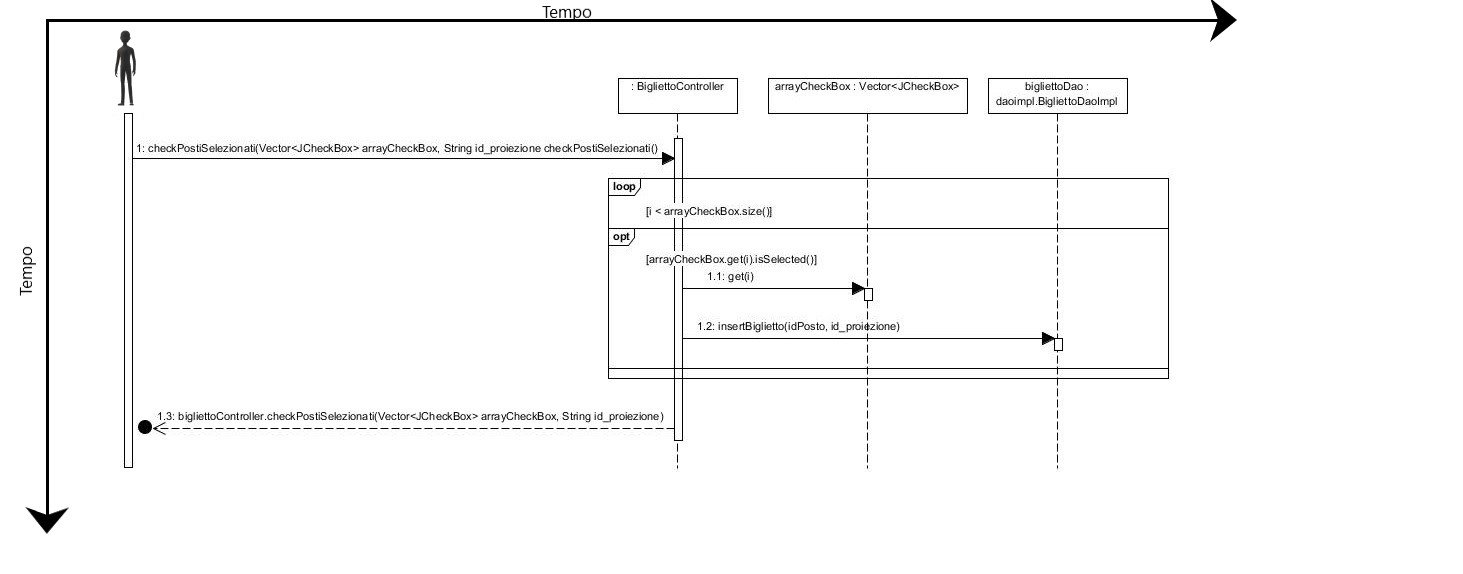 Tempo
: BigliettoController
arrayCheckBox : Vector<JCheckBox>
bigliettoDao :
daoimpl.BigliettoDaoImpl
1: checkPostiSelezionati(Vector<JCheckBox> arrayCheckBox, String id_proiezione checkPostiSelezionati()
loop
[i < arrayCheckBox.size()]
opt
Tempo
[arrayCheckBox.get(i).isSelected()]
1.1: get(i)
1.2: insertBiglietto(idPosto, id_proiezione)
1.3: bigliettoController.checkPostiSelezionati(Vector<JCheckBox> arrayCheckBox, String id_proiezione)